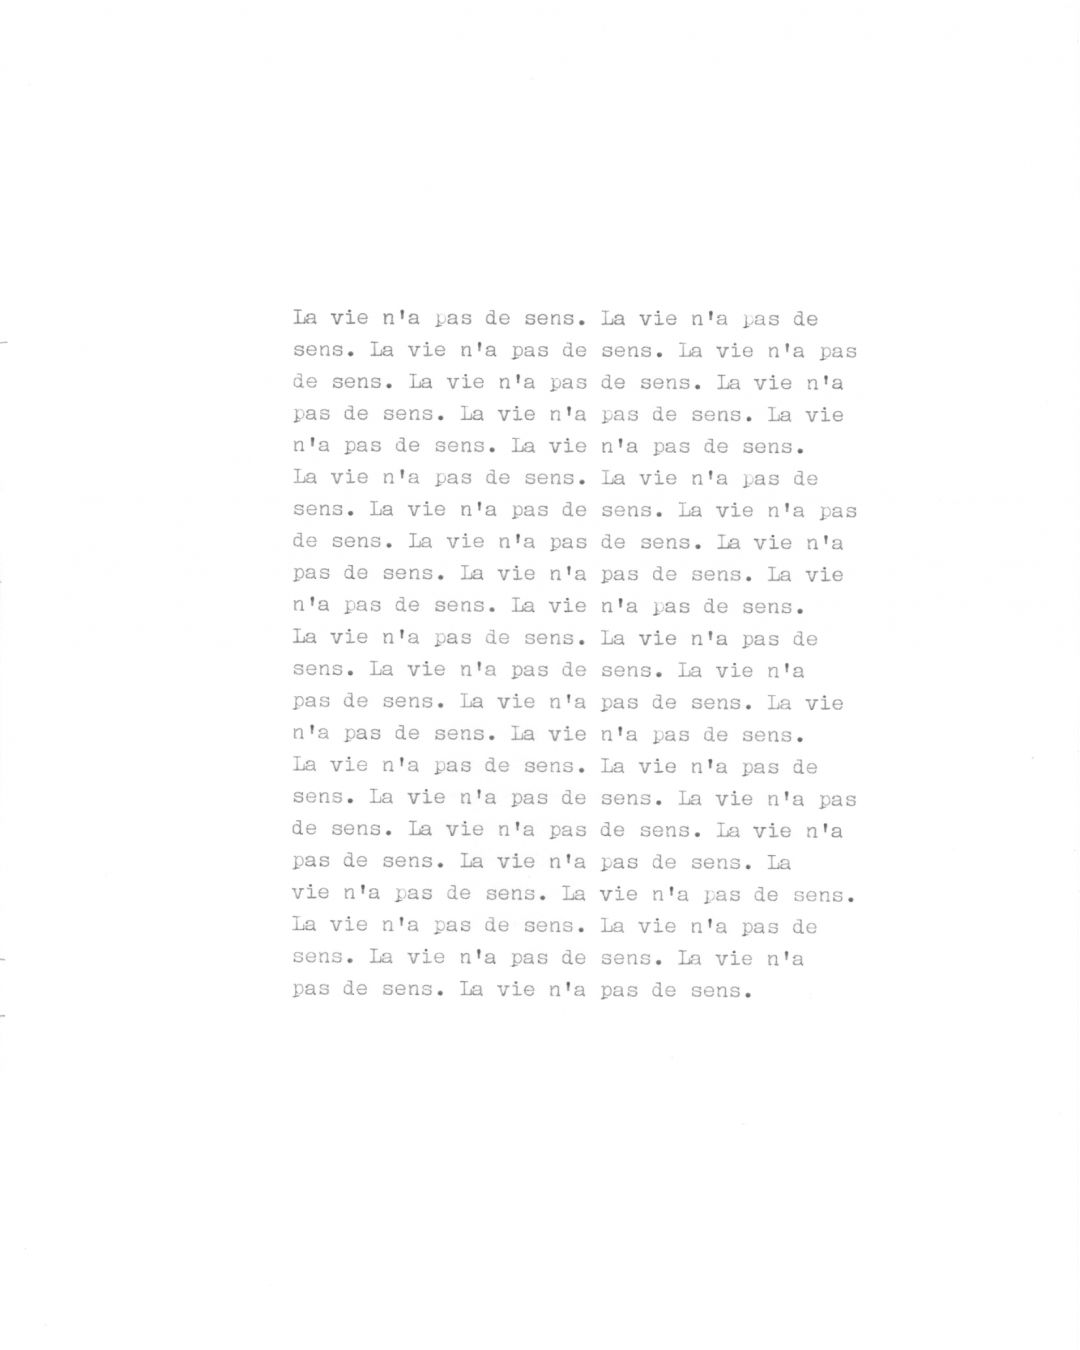 La vie n'a pas de sens. La vie n'a pas de
sens. La vie n'a pas de sens. La vie n'a pas
de sens. La vie n'a pas de sens. La vie n'a
pas de sens. La vie n'a pas de sens. La vie
n'a pas de sens. La vie n'a pas de sens.
La vie n'a pas de sens. La vie n'a pas de
sens. La vie n'a pas de sens. La vie n'a pas
de sens. La vie n'a pas de sens. La vie n'a
pas de sens. La vie n'a pas de sens. La vie
n'a pas de sens. La vie n'a pas de sens.
La vie n'a pas de sens. La vie n'a pas de
sens. La vie n'a pas de sens. La vie n'a
pas de sens. La vie n'a pas de sens. La vie
n'a pas de sens. La vie n'a pas de sens.
La vie n'a pas de sens. La vie n'a pas de
sens. La vie n'a pas de sens. La vie n'a pas
de sens. La vie n'a pas de sens. La vie n'a
pas de sens. La vie n'a pas de sens. La
vie n'a pas de sens. La vie n'a pas de sens.
La vie n'a pas de sens. La vie n'a pas de
sens. La vie n'a pas de sens. La vie n'a
pas de sens. La vie n'a pas de sens.